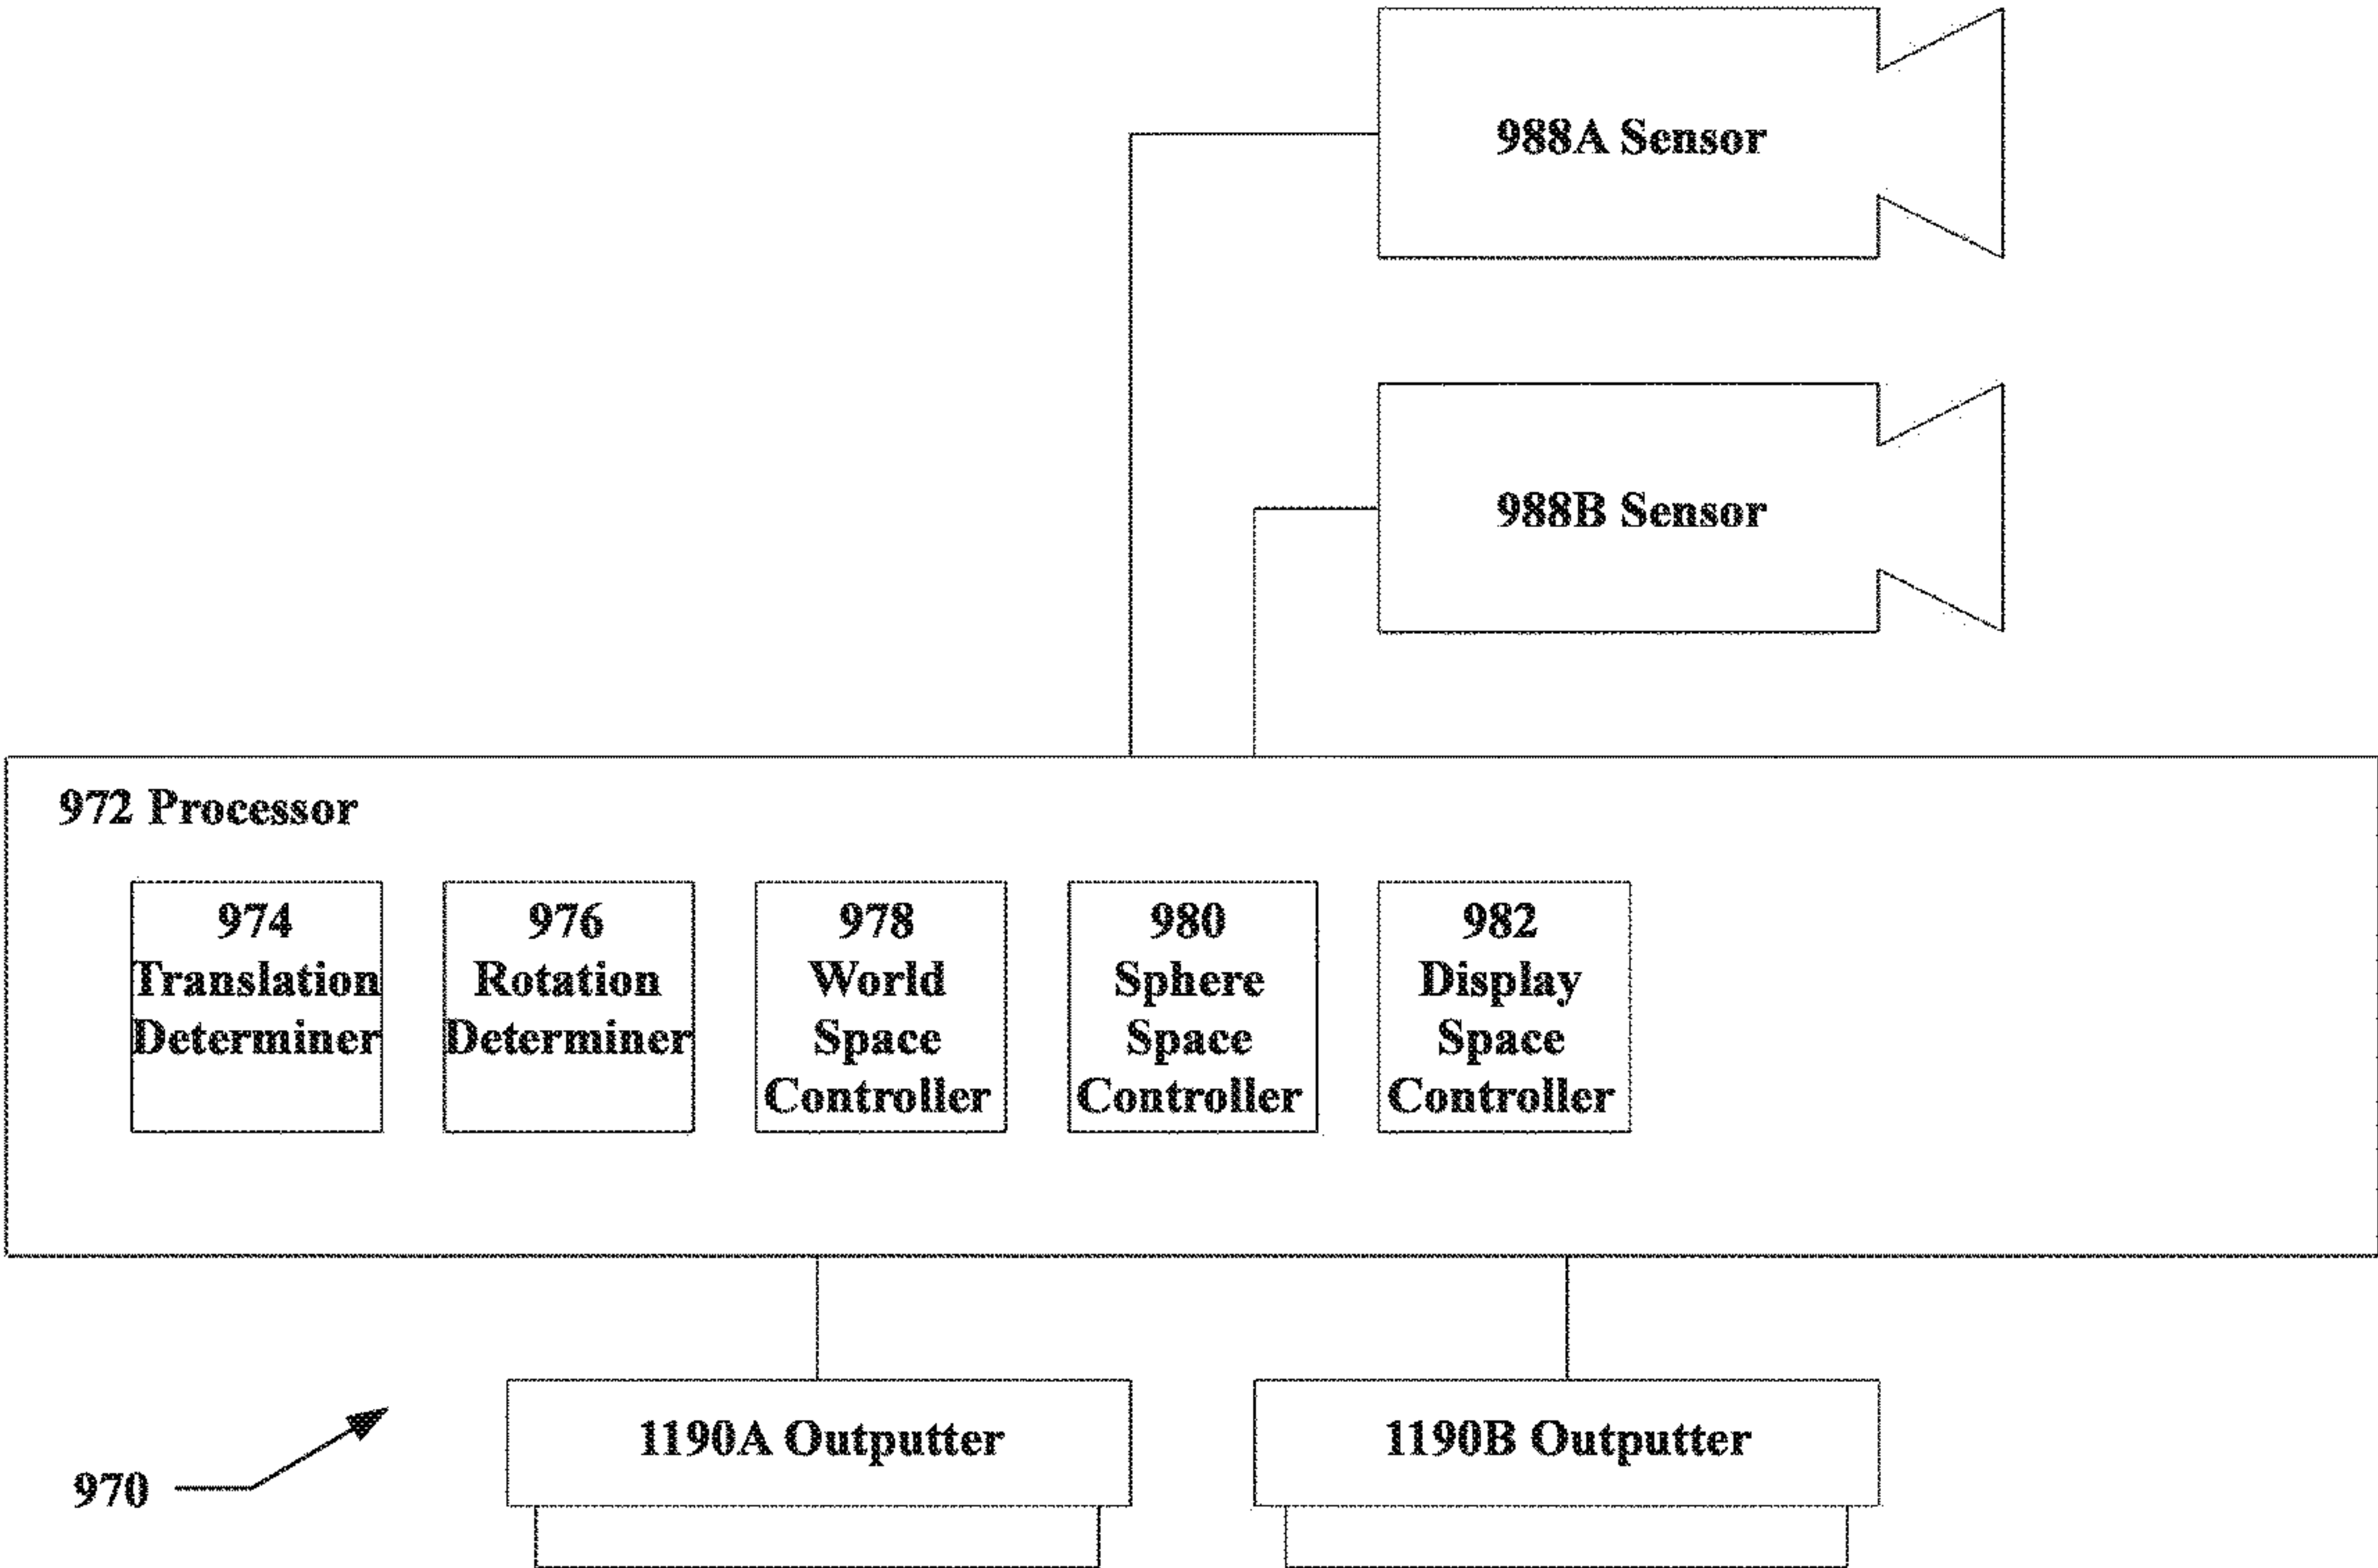 988A Sensor
988B Sensor
972 Processor
974
Translation
Determiner
976
Rotation
Determiner
978
World
Space
Controller
980
Sphere
Space
Controller
982
Display
Space
Controller
1190A Outputter
1190B Outputter
970